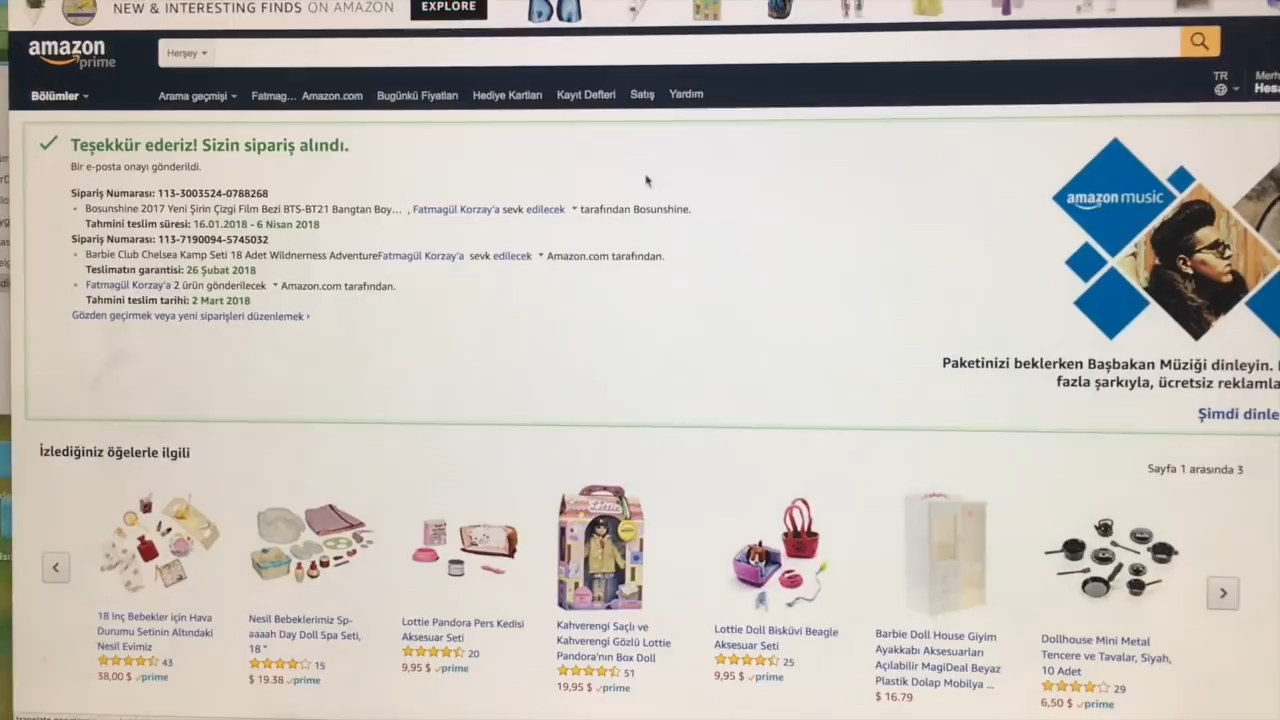 NEW & INTERESTING FINDS ON AMAZON EXPLORE
amazon prime
Herşey
TR
Bölümler
Arama geçmişi Fatmag... Amazon.com Bugünkü Fiyatları Hediye Kartları Kayıt Defteri Satış Yardım
Teşekkür ederiz! Sizin sipariş alındı.
Bir e-posta onayı gönderildi.
Sipariş Numarası: 113-3003524-0788268
Bosunshine 2017 Yeni Şirin Çizgi Film Bezi BTS-BT21 Bangtan Boy... , Fatmagül Korzay'a sevk edilecek tarafından Bosunshine.
Tahmini teslim süresi: 16.01.2018 - 6 Nisan 2018
Sipariş Numarası: 113-7190094-5745032
Barbie Club Chelsea Kamp Seti 18 Adet Wildnerness AdventureFatmagül Korzay'a sevk edilecek Amazon.com tarafından.
Teslimatın garantisi: 26 Şubat 2018
Fatmagül Korzay'a 2 ürün gönderilecek Amazon.com tarafından.
Tahmini teslim tarihi: 2 Mart 2018
Gözden geçirmek veya yeni siparişleri düzenlemek ›
amazon music
Paketinizi beklerken Başbakan Müziği dinleyin.
fazla şarkıyla, ücretsiz reklamla
Şimdi dinle
İzlediğiniz öğelerle ilgili
Sayfa 1 arasında 3
18 Inç Bebekler için Hava
Durumu Setinin Altındaki
Nesil Evimiz
43
38,00 $ prime
Nesil Bebeklerimiz Sp-
aaaah Day Doll Spa Seti,
18 "
15
$ 19.38 prime
Lottie Pandora Pers Kedisi
Aksesuar Seti
20
9,95 $ prime
Lottie
Kahverengi Saçlı ve
Kahverengi Gözlü Lottie
Pandora'nın Box Doll
51
19,95 $ prime
Lottie Doll Bisküvi Beagle
Aksesuar Seti
25
9,95 $ prime
Barbie Doll House Giyim
Ayakkabı Aksesuarları
Açılabilir MagiDeal Beyaz
Plastik Dolap Mobilya ...
$ 16.79
Dollhouse Mini Metal
Tencere ve Tavalar, Siyah,
10 Adet
29
6,50 $ prime